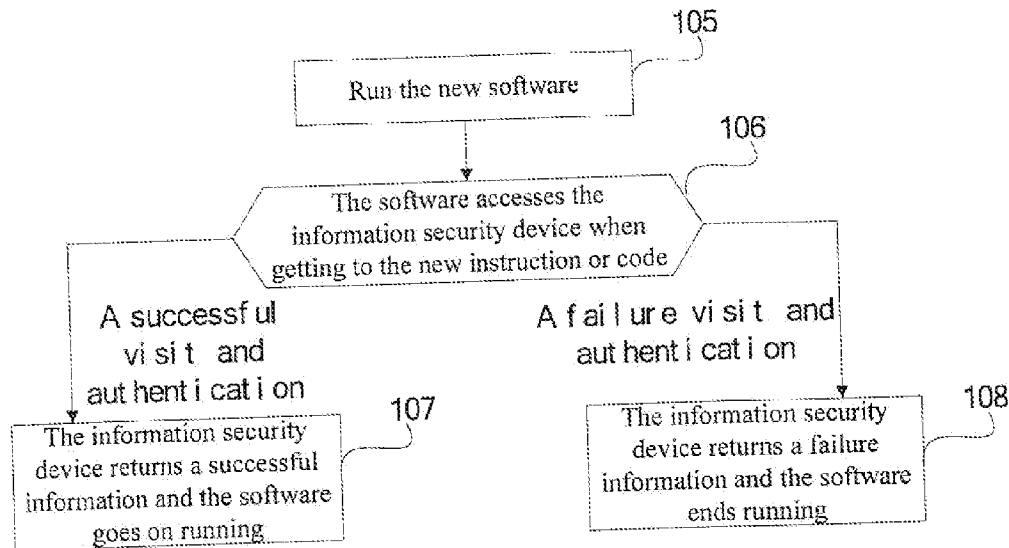 105
Run the new software
106
The software accesses the
information security device when
getting to the new instruction or code
A successful
visit and
authentication
A failure visit and
authentication
107
The information security
device returns a successful
information and the software
goes on running
108
The information security
device returns a failure
information and the software
ends running